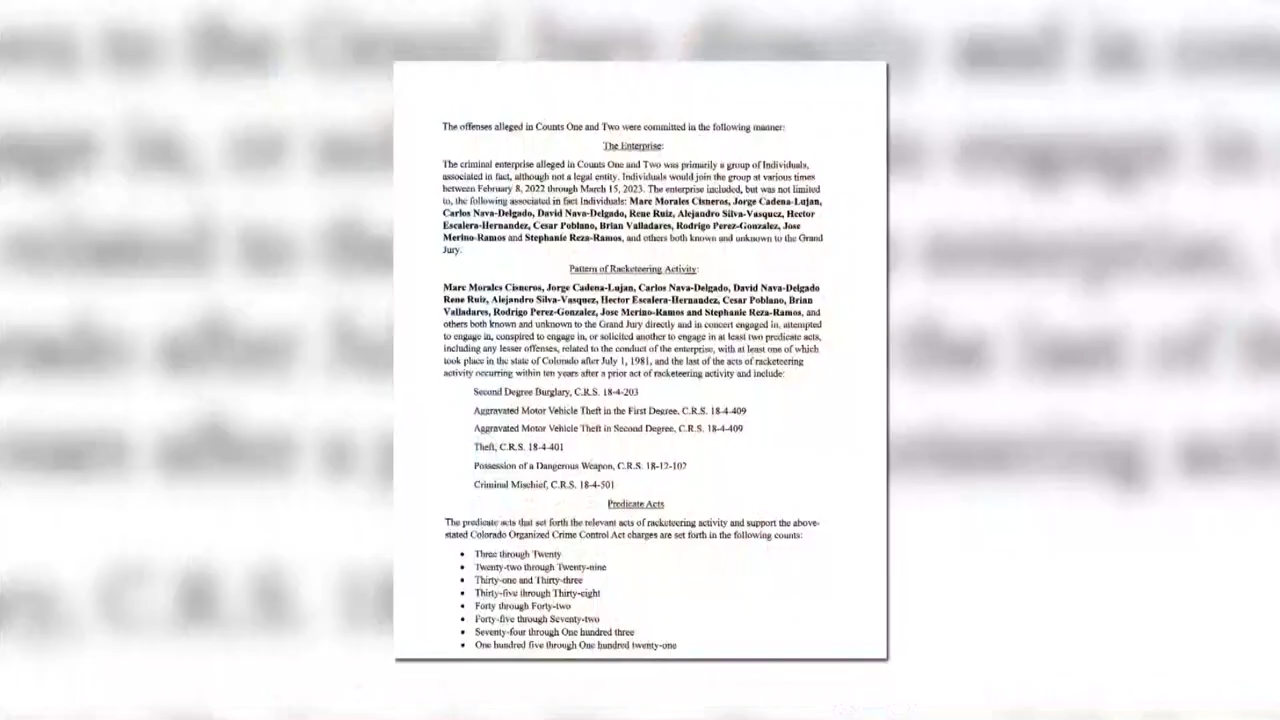 The offenses alleged in Counts One and Two were committed in the following manner:
The Enterprise:
The criminal enterprise alleged in Counts One and Two was primarily a group of Individuals,
associated in fact, although not a legal entity. Individuals would join the group at various times
between February 8, 2022 through March 15, 2023. The enterprise included, but was not limited
to, the following associated in fact Individuals: Marc Morales Cisneros, Jorge Cadena-Lujan,
Carlos Nava-Delgado, David Nava-Delgado, Rene Ruiz, Alejandro Silva-Vasquez, Hector
Escalera-Hernandez, Cesar Poblano, Brian Valladares, Rodrigo Perez-Gonzalez, Jose
Merino-Ramos and Stephanie Reza-Ramos, and others both known and unknown to the Grand
Jury.
Pattern of Racketeering Activity:
Marc Morales Cisneros, Jorge Cadena-Lujan, Carlos Nava-Delgado, David Nava-Delgado
Rene Ruiz, Alejandro Silva-Vasquez, Hector Escalera-Hernandez, Cesar Poblano, Brian
Valladares, Rodrigo Perez-Gonzalez, Jose Merino-Ramos and Stephanie Reza-Ramos, and
others both known and unknown to the Grand Jury directly and in concert engaged in, attempted
to engage in, conspired to engage in, or solicited another to engage in at least two predicate acts,
including any lesser offenses, related to the conduct of the enterprise, with at least one of which
took place in the state of Colorado after July 1, 1981, and the last of the acts of racketeering
activity occurring within ten years after a prior act of racketeering activity and include:
Second Degree Burglary, C.R.S. 18-4-203
Aggravated Motor Vehicle Theft in the First Degree, C.R.S. 18-4-409
Aggravated Motor Vehicle Theft in Second Degree, C.R.S. 18-4-409
Theft, C.R.S. 18-4-401
Possession of a Dangerous Weapon, C.R.S. 18-12-102
Criminal Mischief, C.R.S. 18-4-501
Predicate Acts
The predicate acts that set forth the relevant acts of racketeering activity and support the above-
stated Colorado Organized Crime Control Act charges are set forth in the following counts:
• Three through Twenty
• Twenty-two through Twenty-nine
• Thirty-one and Thirty-three
• Thirty-five through Thirty-eight
• Forty through Forty-two
• Forty-five through Seventy-two
• Seventy-four through One hundred three
• One hundred five through One hundred twenty-one